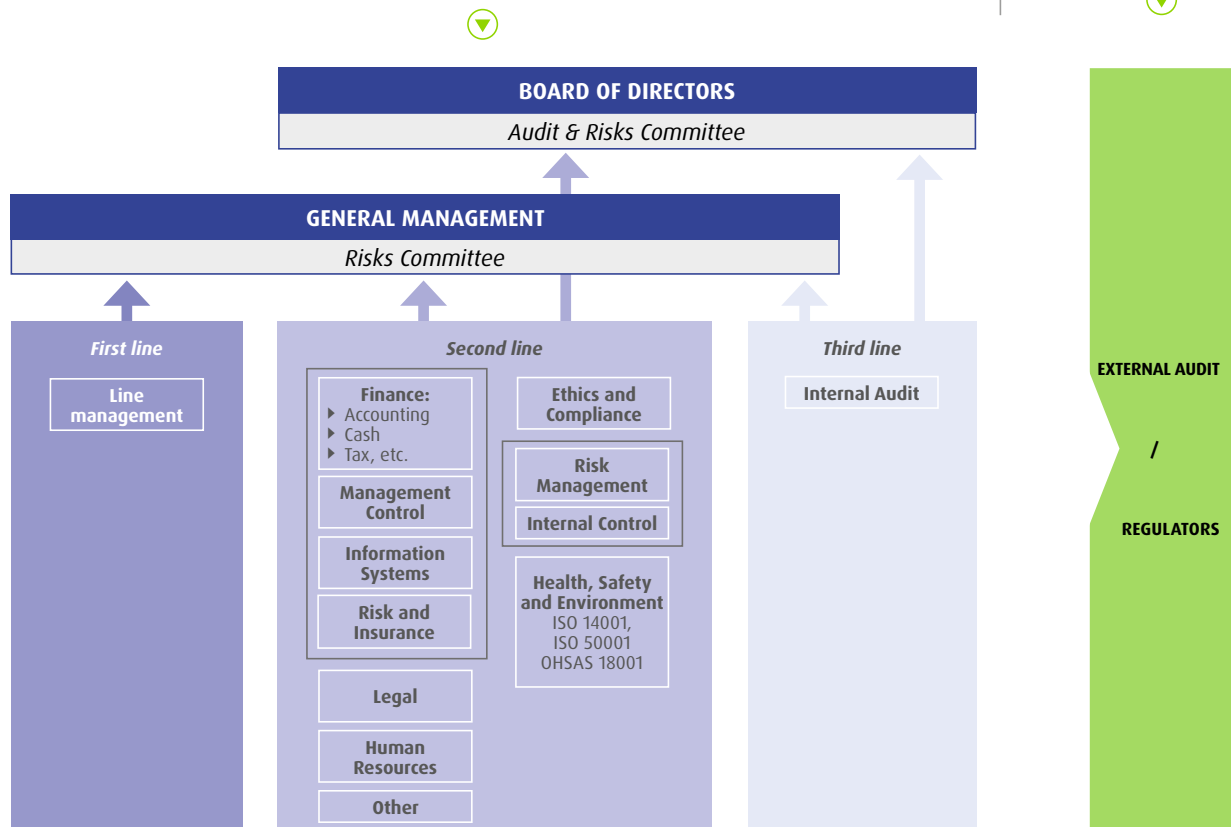 BOARD OF DIRECTORS
Audit & Risks Committee
GENERAL MANAGEMENT
Risks Committee
First line
Line
management
Second line
Finance:
Accounting
Cash
Tax, etc.
Management
Control
Information
Systems
Risk and
Insurance
Legal
Human
Resources
Other
Ethics and
Compliance
Risk
Management
Internal Control
Health, Safety
and Environment
ISO 14001,
ISO 50001
OHSAS 18001
Third line
Internal Audit
EXTERNAL AUDIT
/
REGULATORS